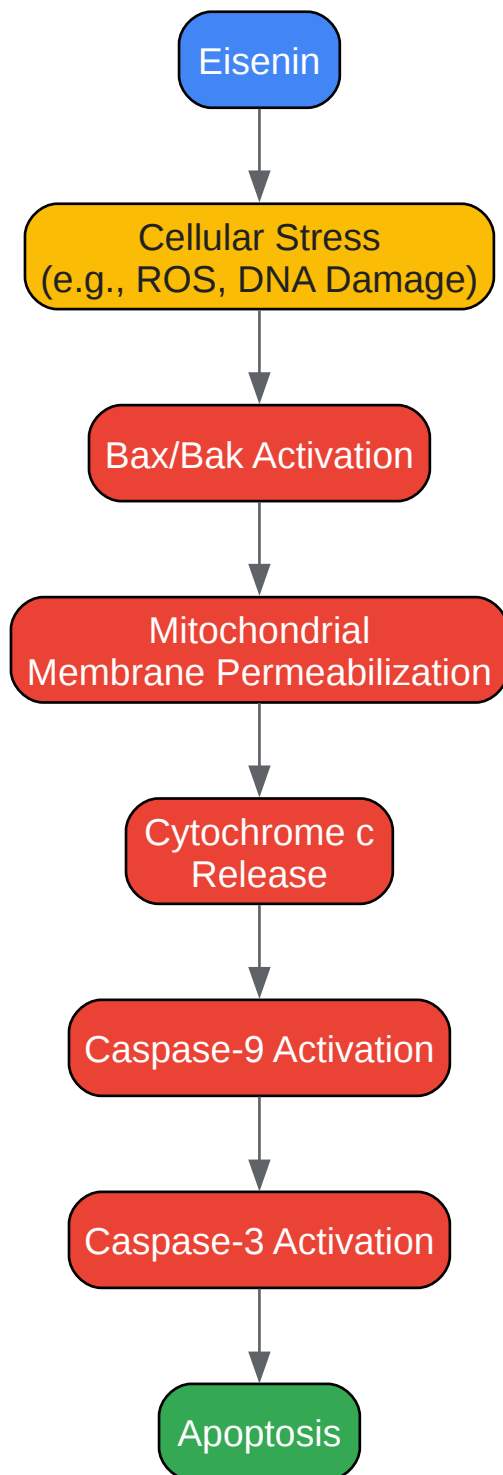 Eisenin
Cellular Stress
(e.g., ROS, DNA Damage)
Bax/Bak Activation
Mitochondrial
Membrane Permeabilization
Cytochrome c
Release
Caspase-9 Activation
Caspase-3 Activation
Apoptosis